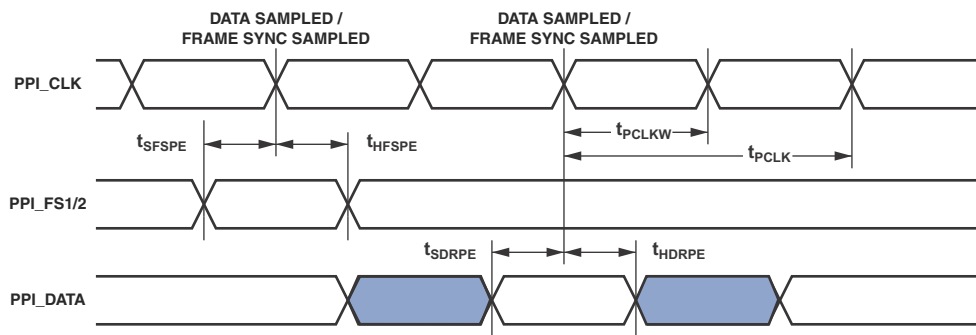 DATA SAMPLED /
FRAME SYNC SAMPLED
DATA SAMPLED /
FRAME SYNC SAMPLED
PPI_CLK
tSFSPE
tHFSPE
tPCLKW
tPCLK
PPI_FS1/2
tSDRPE
tHDRPE
PPI_DATA